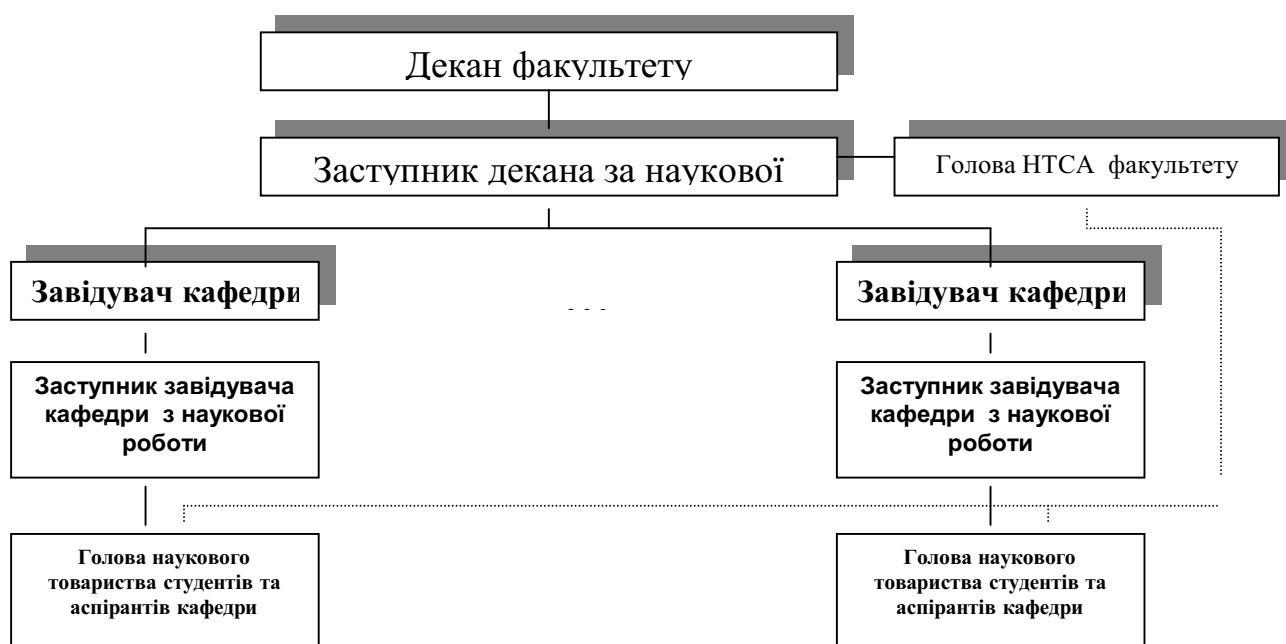 Декан факультету
Заступник декана за наукової
Голова НТСА факультету
Завідувач кафедри
Завідувач кафедри
Заступник завідувача
кафедри з наукової
роботи
Заступник завідувача
кафедри з наукової
роботи
Голова наукового
товариства студентів та
аспірантів кафедри
Голова наукового
товариства студентів та
аспірантів кафедри